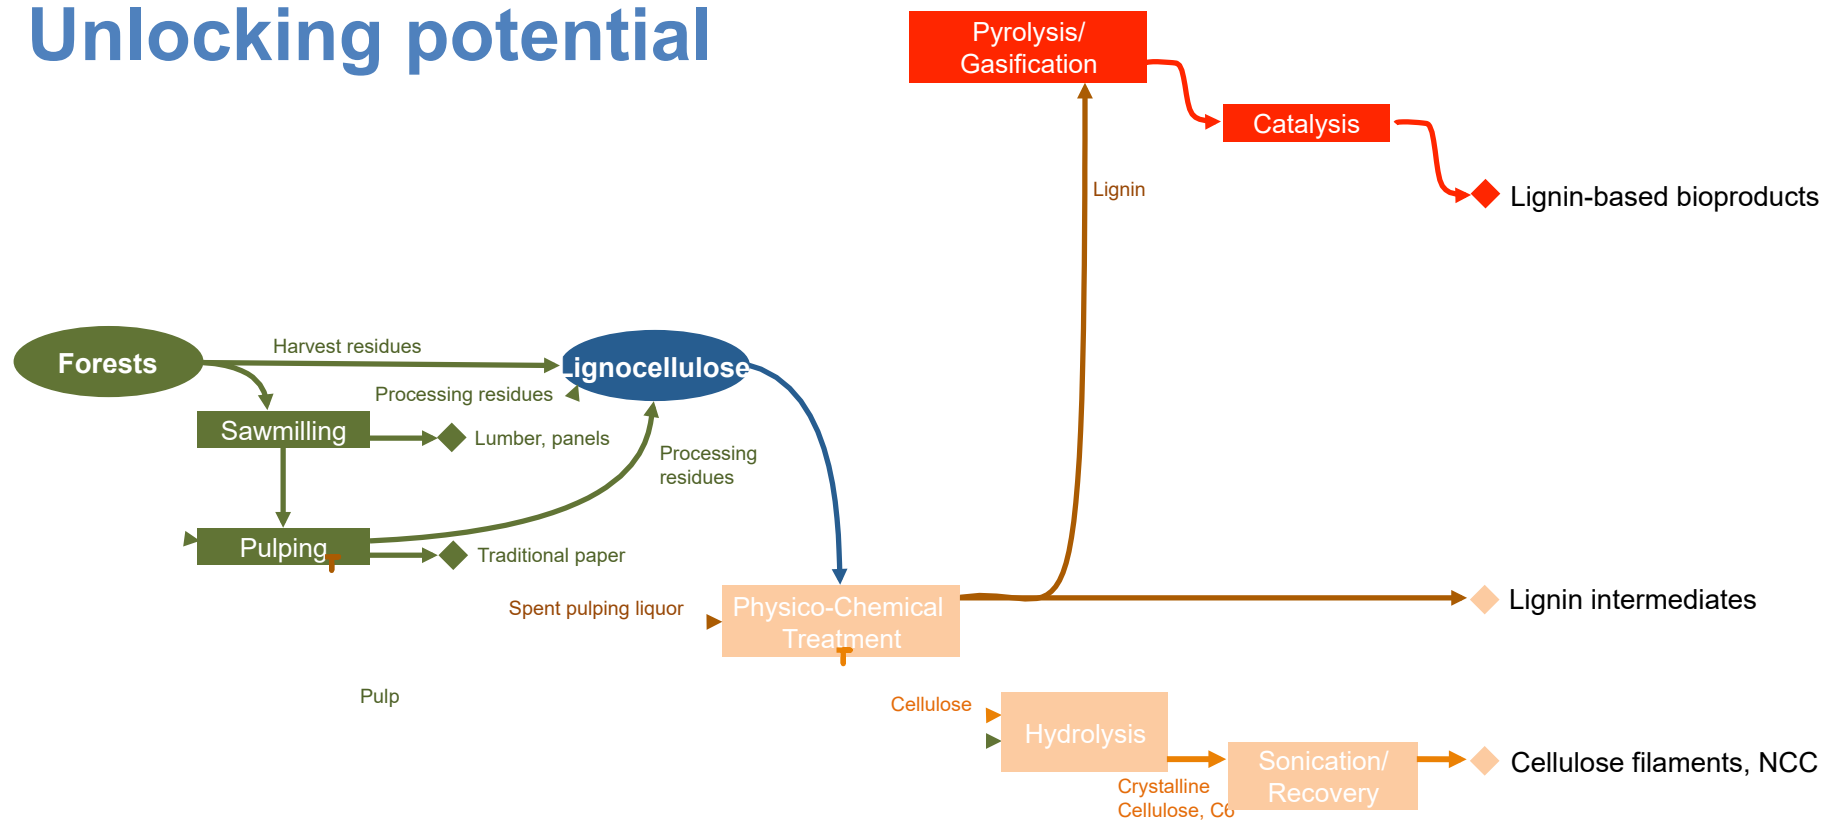 Unlocking potential
Pyrolysis/
Gasification
Catalysis
Lignin
Lignin-based bioproducts
Forests
Harvest residues
Lignocellulose
Processing residues
Sawmilling
Lumber, panels
Processing
residues
Pulping
Traditional paper
Spent pulping liquor
Physico-Chemical
Treatment
Lignin intermediates
Pulp
Cellulose
Hydrolysis
Sonication/
Recovery
Cellulose filaments, NCC
Crystalline
Cellulose, C6